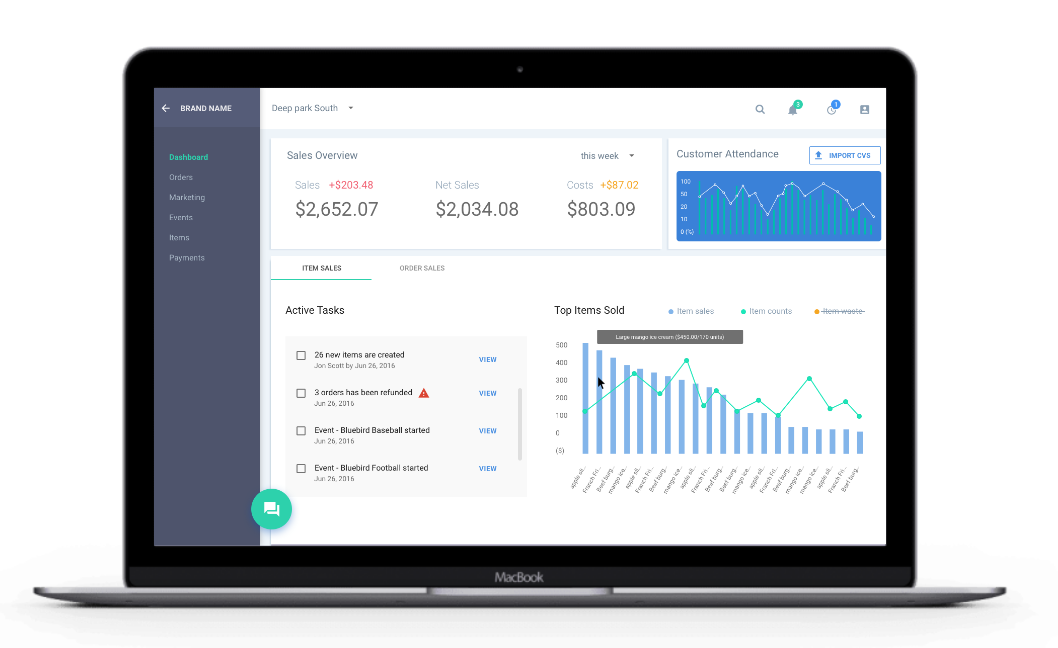 BRAND NAME
Deep park South
3
1
Dashboard
Orders
Marketing
Events
Items
Payments
Sales Overview
this week
Sales +$203.48
$2,652.07
Net Sales
$2,034.08
Costs +$87.02
$803.09
Customer Attendance
IMPORT CVS
100
50
20
10
0 (%)
ITEM SALES
ORDER SALES
Active Tasks
26 new items are created
Jon Scott by Jun 26, 2016
VIEW
3 orders has been refunded
Jun 26, 2016
VIEW
Event - Bluebird Baseball started
Jun 26, 2016
VIEW
Event - Bluebird Football started
Jun 26, 2016
VIEW
Top Items Sold
Item sales
Item counts
Item waste
Large mango ice cream ($450.00/170 units)
500
400
300
200
100
0
($)
apple sli...
French Fri...
Beef burg...
mango ice...
apple sli...
French Fri...
Beef burg...
mango ice...
apple sli...
French Fri...
Beef burg...
mango ice...
apple sli...
French Fri...
Beef burg...
mango ice...
apple sli...
French Fri...
Beef burg...
MacBook